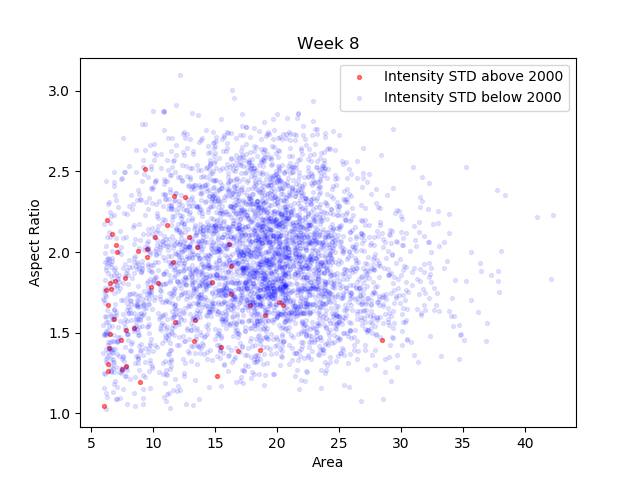 Week 8
Intensity STD above 2000
Intensity STD below 2000
3.0
2.5
2.0
1.5
1.0
Aspect Ratio
5 10 15 20 25 30 35 40
Area